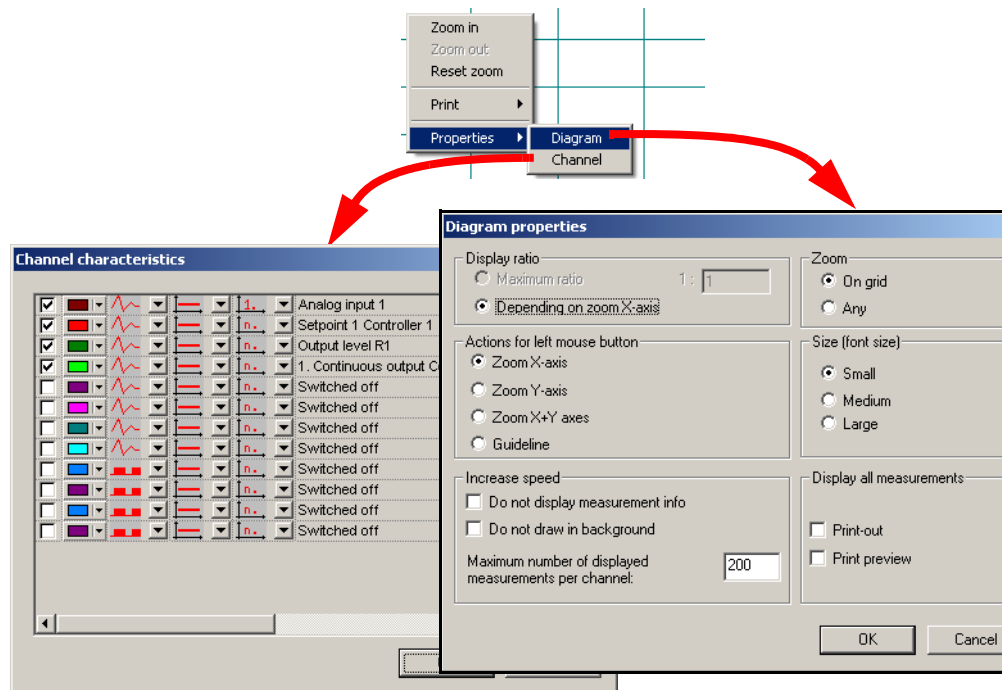 Zoom in
Zoom out
Reset zoom
Print
Properties
Diagram
Channel
Channel characteristics
1. Analog input 1
n. Setpoint 1 Controller 1
n. Output level R1
n. 1. Continuous output C
n. Switched off
n. Switched off
n. Switched off
n. Switched off
n. Switched off
n. Switched off
n. Switched off
n. Switched off
Diagram properties
Display ratio
Maximum ratio 1 : 1
Depending on zoom X-axis
Zoom
On grid
Any
Actions for left mouse button
Zoom X-axis
Zoom Y-axis
Zoom X+Y axes
Guideline
Size (font size)
Small
Medium
Large
Increase speed
Do not display measurement info
Do not draw in background
Maximum number of displayed
measurements per channel:
200
Display all measurements
Print-out
Print preview
OK
Cancel